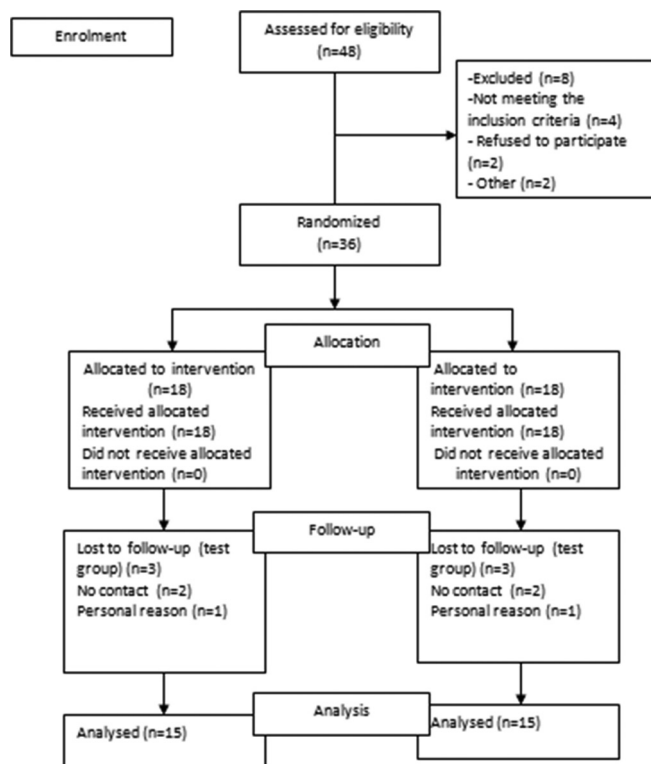 Enrolment
Assessed for eligibility
(n=48)
-Excluded (n=8)
-Not meeting the
inclusion criteria (n=4)
- Refused to participate
(n=2)
- Other (n=2)
Randomized
(n=36)
Allocation
Allocated to intervention
(n=18)
Received allocated
intervention (n=18)
Did not receive allocated
intervention (n=0)
Allocated to
intervention (n=18)
Received allocated
intervention (n=18)
Did not receive allocated
intervention (n=0)
Follow-up
Lost to follow-up (test
group) (n=3)
No contact (n=2)
Personal reason (n=1)
Lost to follow-up (test
group) (n=3)
No contact (n=2)
Personal reason (n=1)
Analysis
Analysed (n=15)
Analysed (n=15)